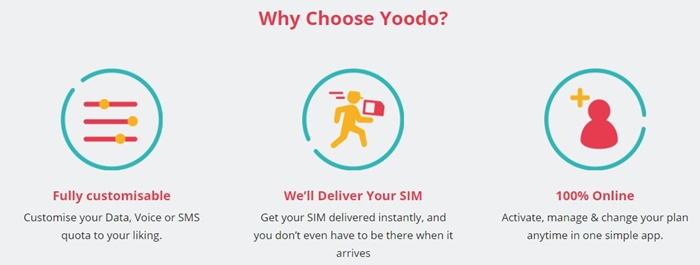 Why Choose Yoodo?
Fully customisable
Customise your Data, Voice or SMS
quota to your liking.
We'll Deliver Your SIM
Get your SIM delivered instantly, and
you don't even have to be there when it
arrives
100% Online
Activate, manage & change your plan
anytime in one simple app.